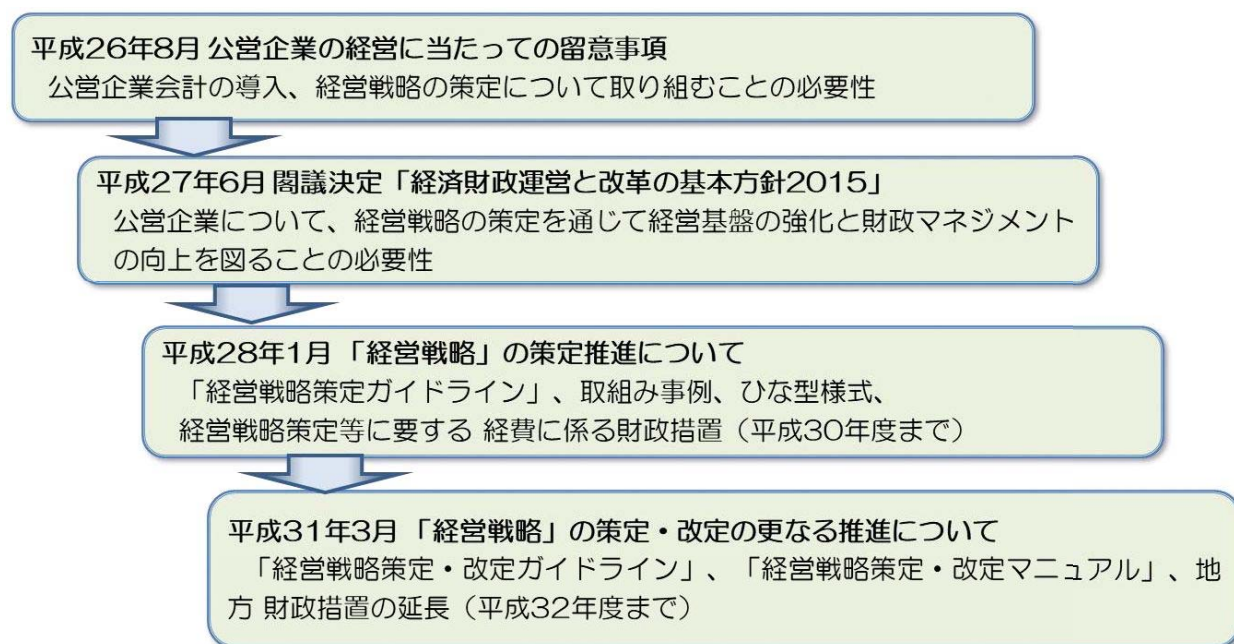 平成26年8月 公営企業の経営に当たっての留意事項
公営企業会計の導入、経営戦略の策定について取り組むことの必要性
平成27年6月 閣議決定「経済財政運営と改革の基本方針2015」
公営企業について、経営戦略の策定を通じて経営基盤の強化と財政マネジメント
の向上を図ることの必要性
平成28年1月 「経営戦略」の策定推進について
「経営戦略策定ガイドライン」、取組み事例、ひな型様式、
経営戦略策定等に要する 経費に係る財政措置（平成30年度まで）
平成31年3月 「経営戦略」の策定・改定の更なる推進について
「経営戦略策定・改定ガイドライン」、「経営戦略策定・改定マニュアル」、地
方 財政措置の延長（平成32年度まで）